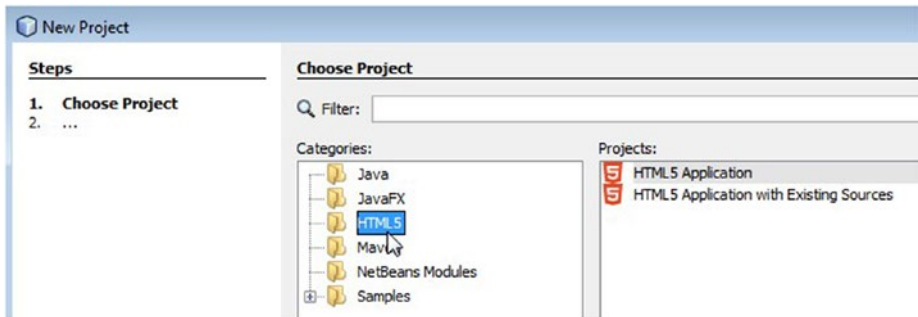 New Project
Steps
1. Choose Project
2. ...
Choose Project
Filter:
Categories:
Java
JavaFX
HTML5
NetBeans Modules
Samples
Projects:
HTML5 Application
HTML5 Application with Existing Sources